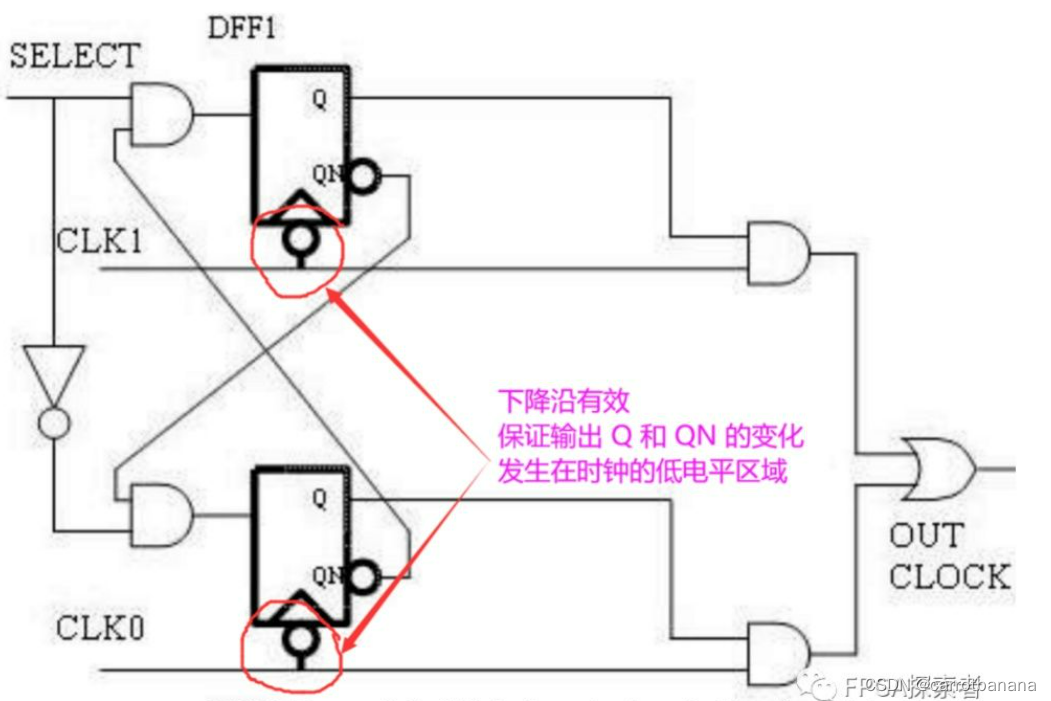 DFF1
SELECT
Q
QN
CLK1
下降沿有效
保证输出 Q 和 QN 的变化
发生在时钟的低电平区域
Q
QN
OUT
CLOCK
CLK0
FPGA探索者
CSDN @carrotbanana